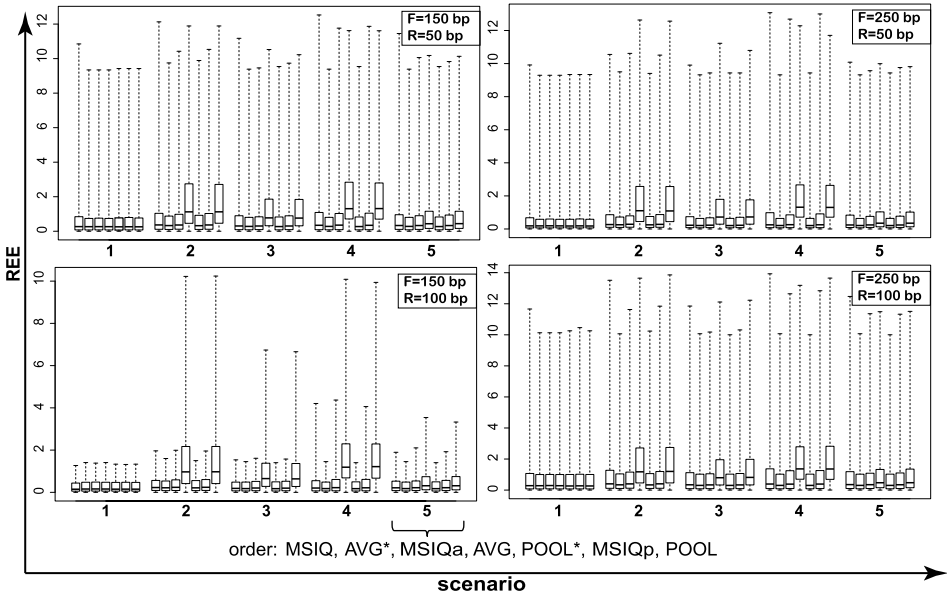 REE
F=150 bp
R=50 bp
0 2 4 6 8 10 12
1 2 3 4 5
F=250 bp
R=50 bp
0 2 4 6 8 10 12
1 2 3 4 5
F=150 bp
R=100 bp
0 2 4 6 8 10
1 2 3 4 5
F=250 bp
R=100 bp
0 2 4 6 8 10 12 14
1 2 3 4 5
order: MSIQ, AVG*, MSIQa, AVG, POOL*, MSIQp, POOL
scenario